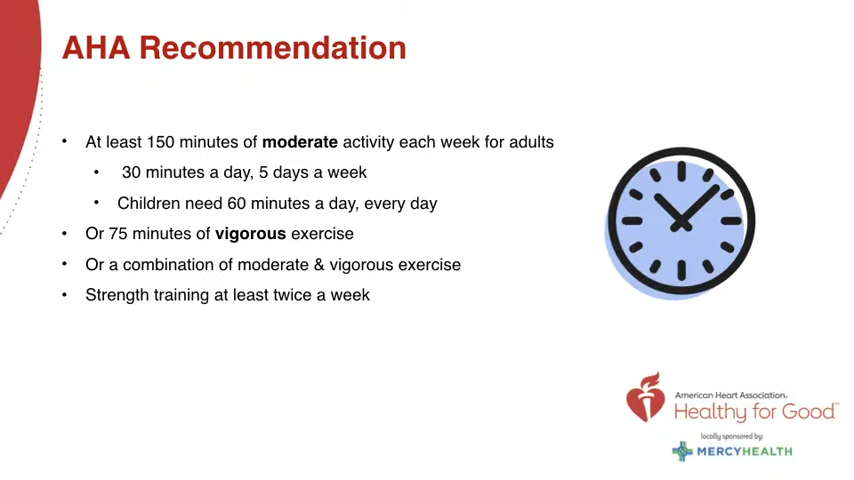 AHA Recommendation
• At least 150 minutes of moderate activity each week for adults
• 30 minutes a day, 5 days a week
• Children need 60 minutes a day, every day
• Or 75 minutes of vigorous exercise
• Or a combination of moderate & vigorous exercise
• Strength training at least twice a week
American Heart Association®
Healthy for Good™
locally sponsored by:
MERCYHEALTH